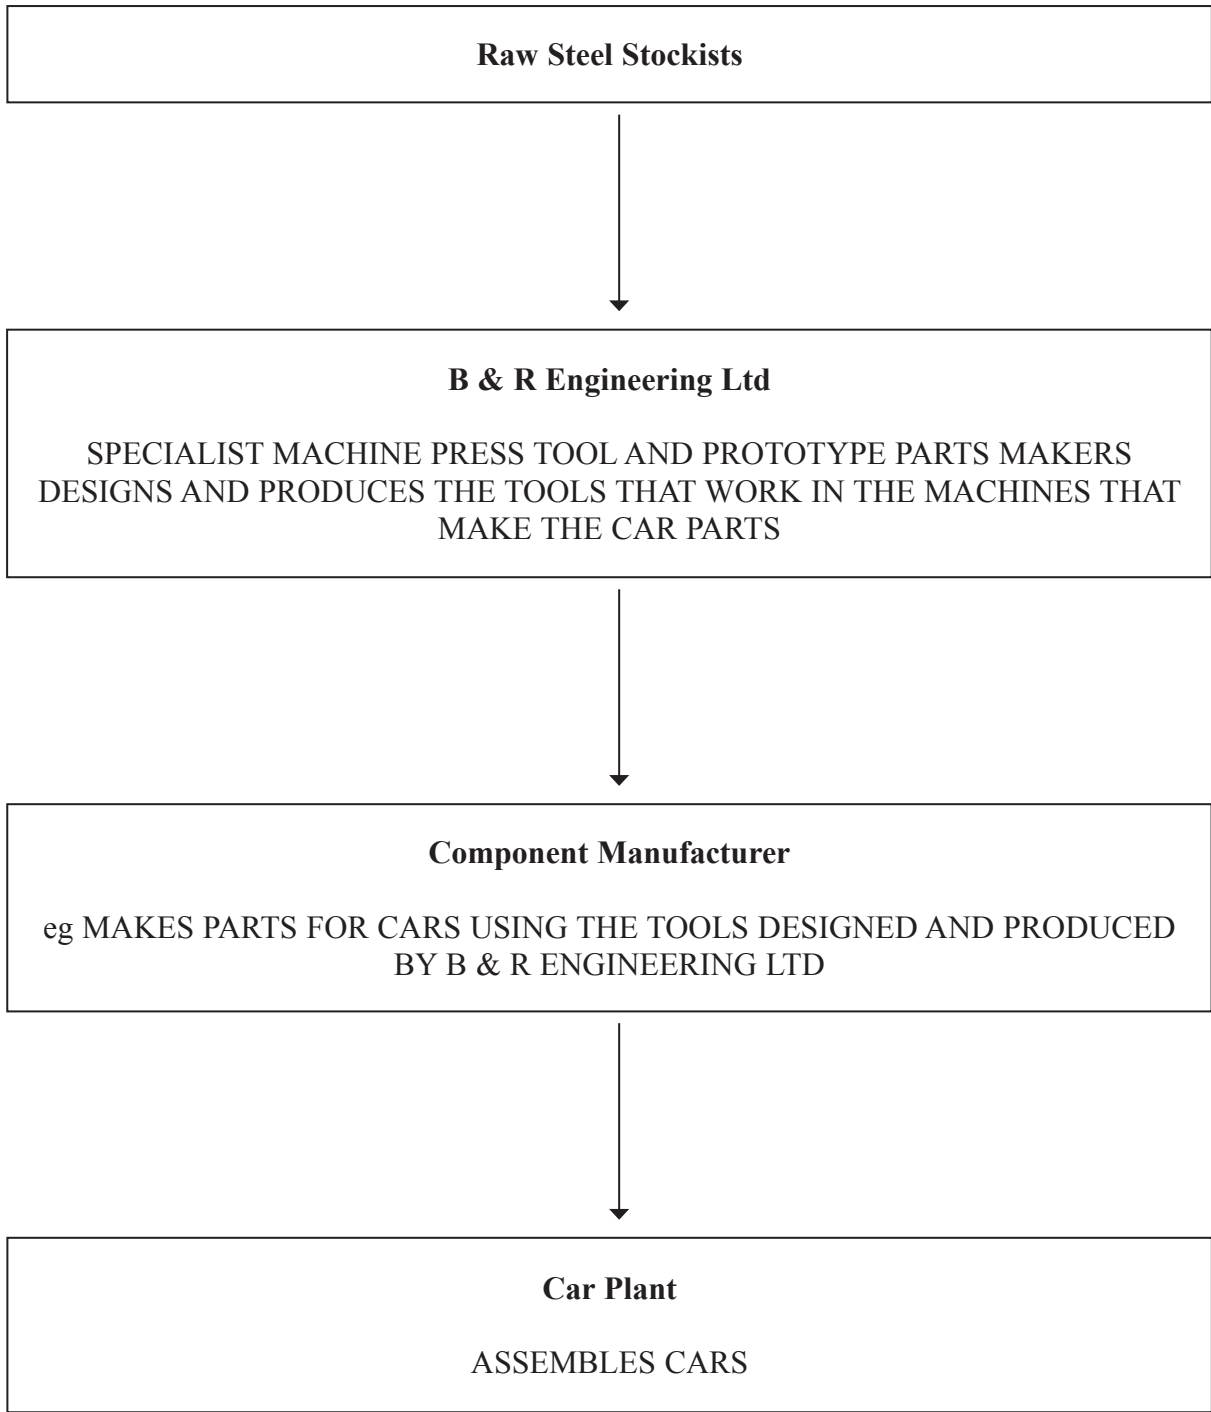 Raw Steel Stockists
B & R Engineering Ltd
SPECIALIST MACHINE PRESS TOOL AND PROTOTYPE PARTS MAKERS
DESIGNS AND PRODUCES THE TOOLS THAT WORK IN THE MACHINES THAT
MAKE THE CAR PARTS
Component Manufacturer
eg MAKES PARTS FOR CARS USING THE TOOLS DESIGNED AND PRODUCED
BY B & R ENGINEERING LTD
Car Plant
ASSEMBLES CARS